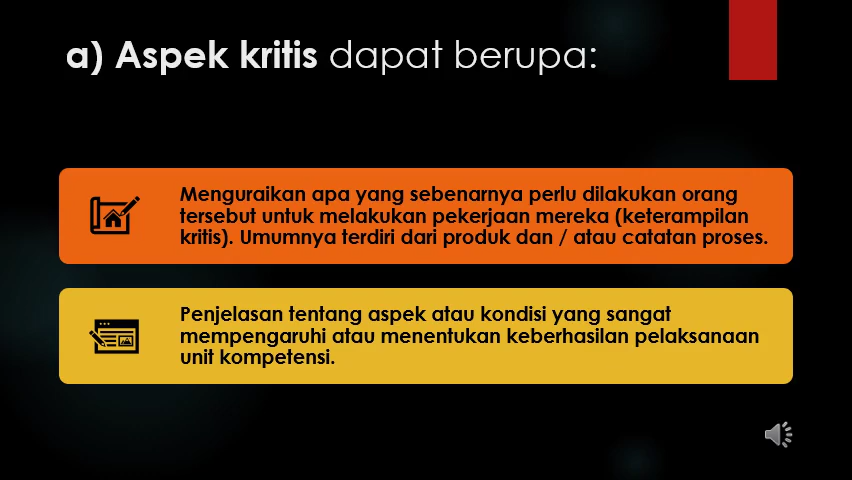 a) Aspek kritis dapat berupa:
Menguraikan apa yang sebenarnya perlu dilakukan orang
tersebut untuk melakukan pekerjaan mereka (keterampilan
kritis). Umumnya terdiri dari produk dan / atau catatan proses.
Penjelasan tentang aspek atau kondisi yang sangat
mempengaruhi atau menentukan keberhasilan pelaksanaan
unit kompetensi.